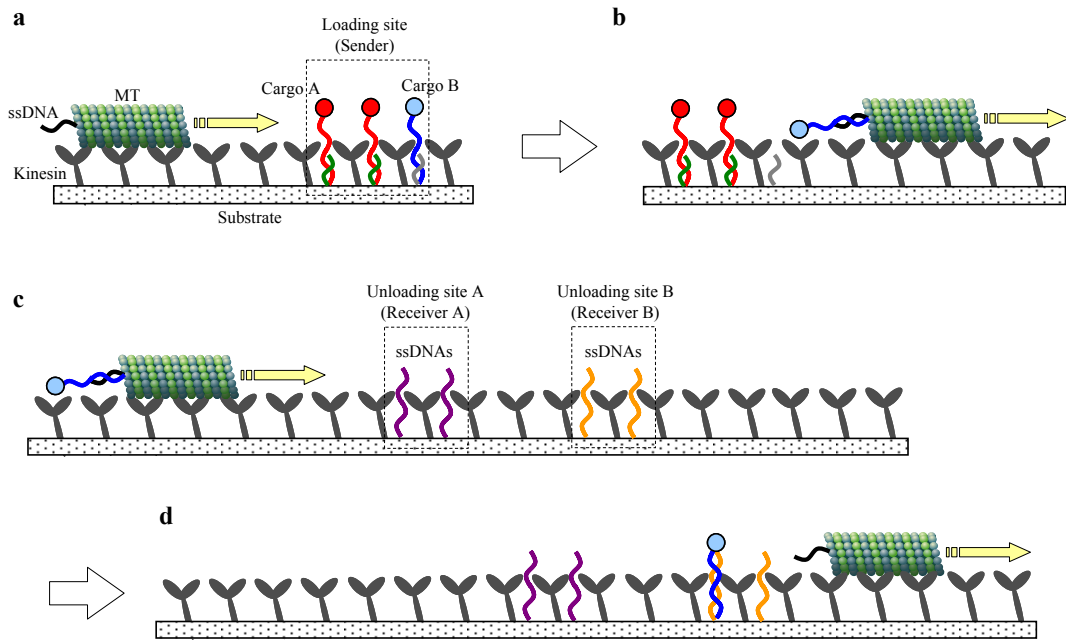 a
Loading site
(Sender)
Cargo A
Cargo B
MT
ssDNA
Kinesin
Substrate
b
c
Unloading site A
(Receiver A)
ssDNAs
Unloading site B
(Receiver B)
ssDNAs
d